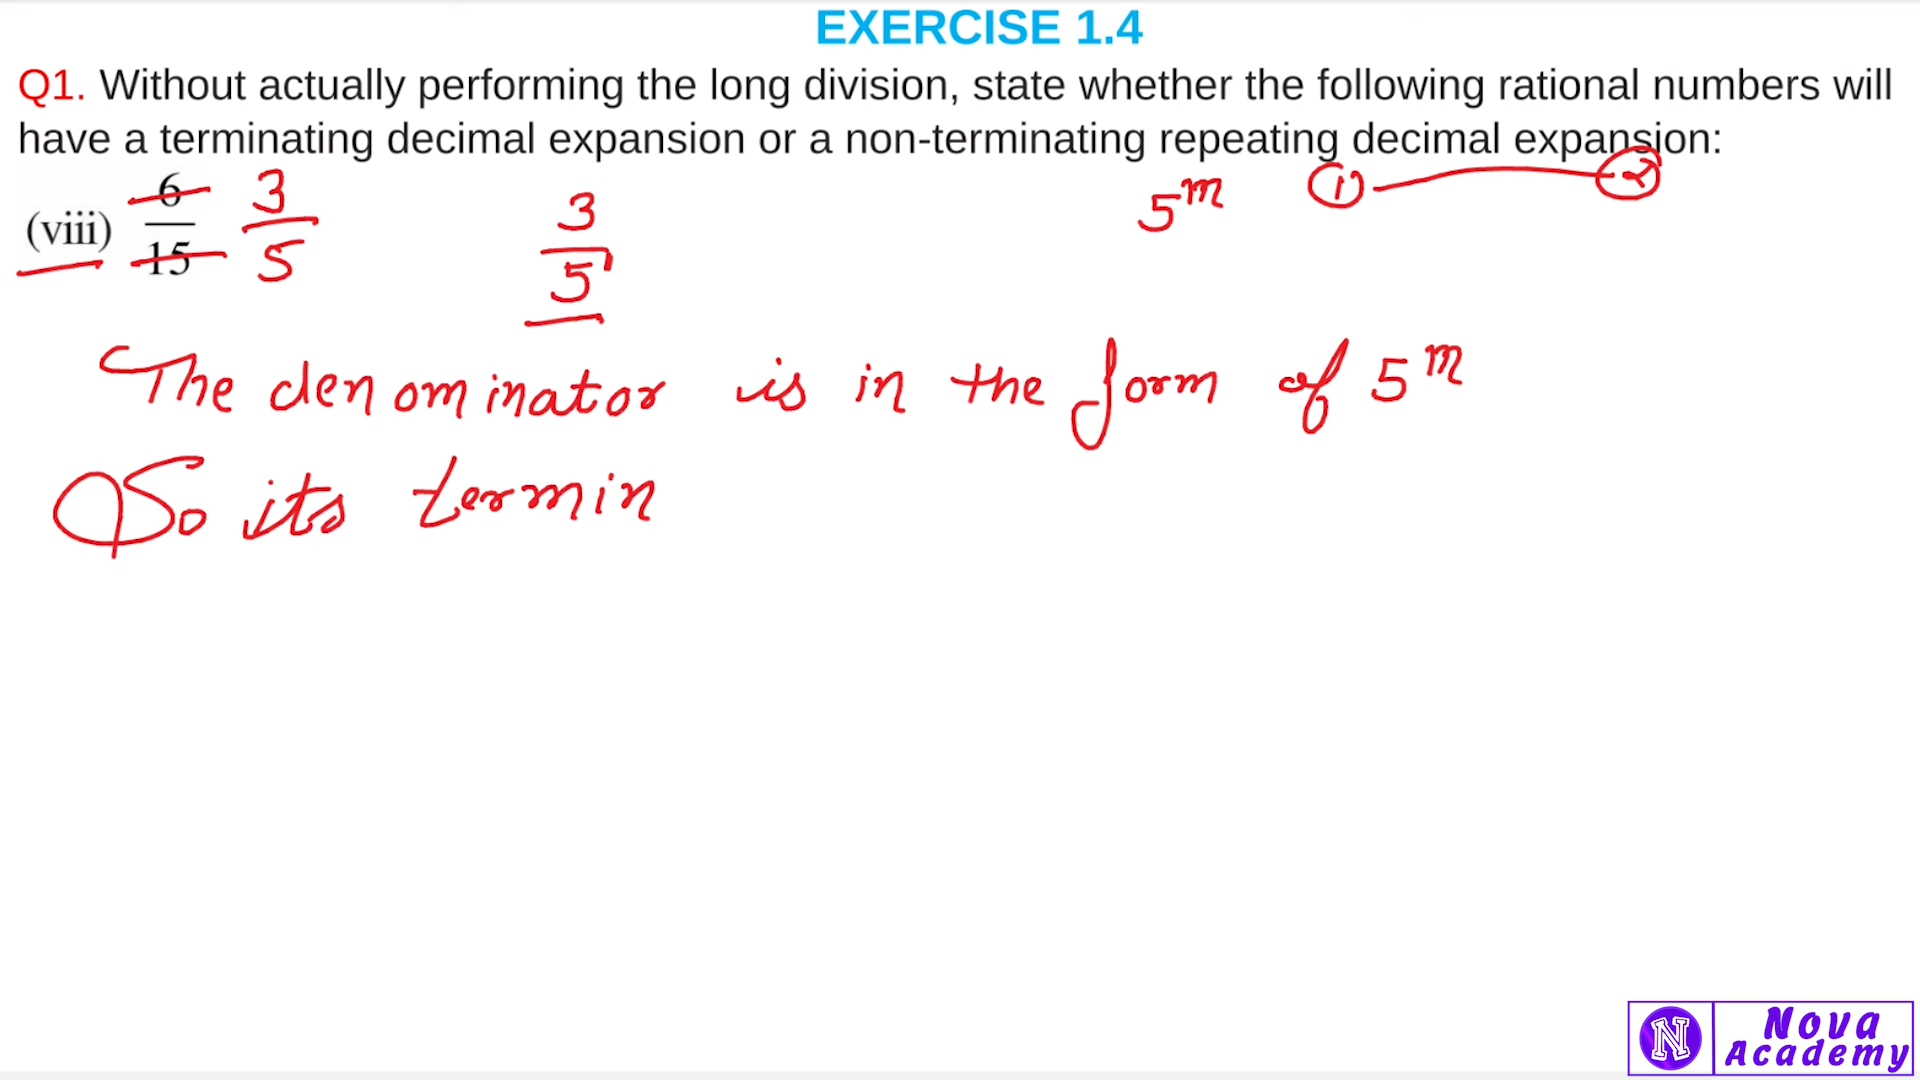 EXERCISE 1.4
Q1. Without actually performing the long division, state whether the following rational numbers will
have a terminating decimal expansion or a non-terminating repeating decimal expansion:
(viii) 6/15 3/5 3/5 5^m ① ②
The denominator is in the form of 5^m
So its termin
N Nova
Academy